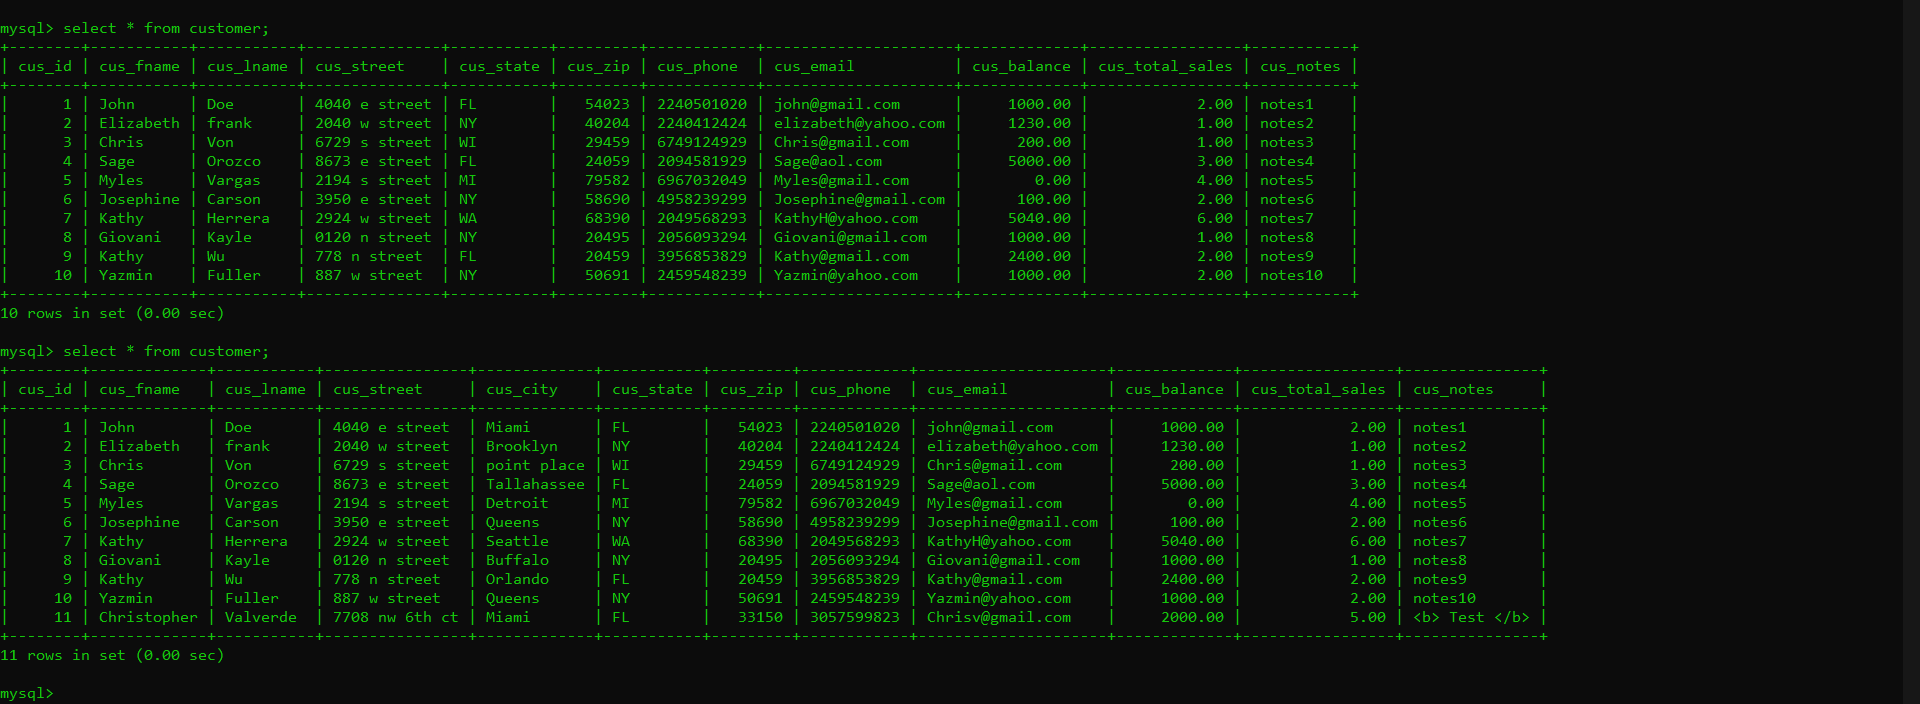 mysql> select * from customer;
+--------+-----------+-----------+--------------+-----------+---------+------------+---------------------+-------------+-----------------+-----------+
| cus_id | cus_fname | cus_lname | cus_street   | cus_state | cus_zip | cus_phone  | cus_email           | cus_balance | cus_total_sales | cus_notes |
+--------+-----------+-----------+--------------+-----------+---------+------------+---------------------+-------------+-----------------+-----------+
|      1 | John      | Doe       | 4040 e street | FL        |   54023 | 2240501020 | john@gmail.com      |     1000.00 |            2.00 | notes1    |
|      2 | Elizabeth | frank     | 2040 w street | NY        |   40204 | 2240412424 | elizabeth@yahoo.com |     1230.00 |            1.00 | notes2    |
|      3 | Chris     | Von       | 6729 s street | WI        |   29459 | 6749124929 | Chris@gmail.com     |      200.00 |            1.00 | notes3    |
|      4 | Sage      | Orozco    | 8673 e street | FL        |   24059 | 2094581929 | Sage@aol.com        |     5000.00 |            3.00 | notes4    |
|      5 | Myles     | Vargas    | 2194 s street | MI        |   79582 | 6967032049 | Myles@gmail.com     |        0.00 |            4.00 | notes5    |
|      6 | Josephine | Carson    | 3950 e street | NY        |   58690 | 4958239299 | Josephine@gmail.com |      100.00 |            2.00 | notes6    |
|      7 | Kathy     | Herrera   | 2924 w street | WA        |   68390 | 2049568293 | KathyH@yahoo.com    |     5040.00 |            6.00 | notes7    |
|      8 | Giovani   | Kayle     | 0120 n street | NY        |   20495 | 2056093294 | Giovani@gmail.com   |     1000.00 |            1.00 | notes8    |
|      9 | Kathy     | Wu        | 778 n street  | FL        |   20459 | 3956853829 | Kathy@gmail.com     |     2400.00 |            2.00 | notes9    |
|     10 | Yazmin    | Fuller    | 887 w street  | NY        |   50691 | 2459548239 | Yazmin@yahoo.com    |     1000.00 |            2.00 | notes10   |
+--------+-----------+-----------+---------------+-----------+---------+------------+---------------------+-------------+-----------------+-----------+
10 rows in set (0.00 sec)
mysql> select * from customer;
+--------+-------------+-----------+----------------+-------------+-----------+---------+------------+---------------------+-------------+-----------------+---------------+
| cus_id | cus_fname   | cus_lname | cus_street     | cus_city    | cus_state | cus_zip | cus_phone  | cus_email           | cus_balance | cus_total_sales | cus_notes     |
+--------+-------------+-----------+----------------+-------------+-----------+---------+------------+---------------------+-------------+-----------------+---------------+
|      1 | John        | Doe       | 4040 e street  | Miami       | FL        |   54023 | 2240501020 | john@gmail.com      |     1000.00 |            2.00 | notes1        |
|      2 | Elizabeth   | frank     | 2040 w street  | Brooklyn    | NY        |   40204 | 2240412424 | elizabeth@yahoo.com |     1230.00 |            1.00 | notes2        |
|      3 | Chris       | Von       | 6729 s street  | point place | WI        |   29459 | 6749124929 | Chris@gmail.com     |      200.00 |            1.00 | notes3        |
|      4 | Sage        | Orozco    | 8673 e street  | Tallahassee | FL        |   24059 | 2094581929 | Sage@aol.com        |     5000.00 |            3.00 | notes4        |
|      5 | Myles       | Vargas    | 2194 s street  | Detroit     | MI        |   79582 | 6967032049 | Myles@gmail.com     |        0.00 |            4.00 | notes5        |
|      6 | Josephine   | Carson    | 3950 e street  | Queens      | NY        |   58690 | 4958239299 | Josephine@gmail.com |      100.00 |            2.00 | notes6        |
|      7 | Kathy       | Herrera   | 2924 w street  | Seattle     | WA        |   68390 | 2049568293 | KathyH@yahoo.com    |     5040.00 |            6.00 | notes7        |
|      8 | Giovani     | Kayle     | 0120 n street  | Buffalo     | NY        |   20495 | 2056093294 | Giovani@gmail.com   |     1000.00 |            1.00 | notes8        |
|      9 | Kathy       | Wu        | 778 n street   | Orlando     | FL        |   20459 | 3956853829 | Kathy@gmail.com     |     2400.00 |            2.00 | notes9        |
|     10 | Yazmin      | Fuller    | 887 w street   | Queens      | NY        |   50691 | 2459548239 | Yazmin@yahoo.com    |     1000.00 |            2.00 | notes10       |
|     11 | Christopher | Valverde  | 7708 nw 6th ct | Miami       | FL        |   33150 | 3057599823 | Chrisv@gmail.com    |     2000.00 |            5.00 | <b> Test </b> |
+--------+-------------+-----------+----------------+-------------+-----------+---------+------------+---------------------+-------------+-----------------+---------------+
11 rows in set (0.00 sec)
mysql>